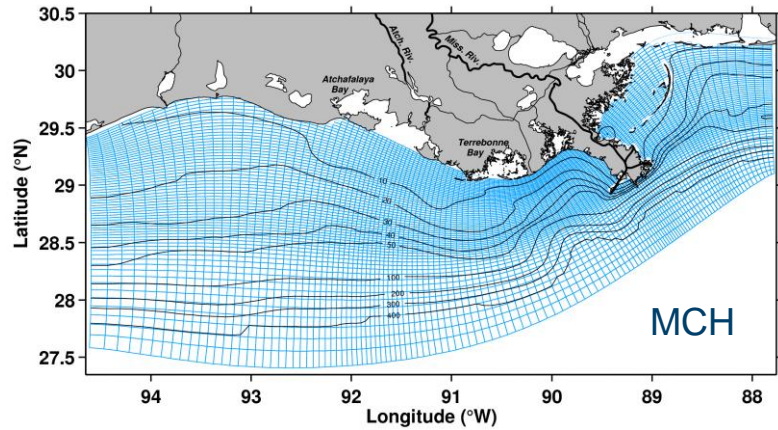 30.5
30
29.5
29
28.5
28
27.5
Latitude (°N)
Atch. Riv.
Miss. Riv.
Atchafalaya
Bay
Terrebonne
Bay
10
20
30
40
50
100
200
300
400
MCH
94
93
92
91
90
89
88
Longitude (°W)